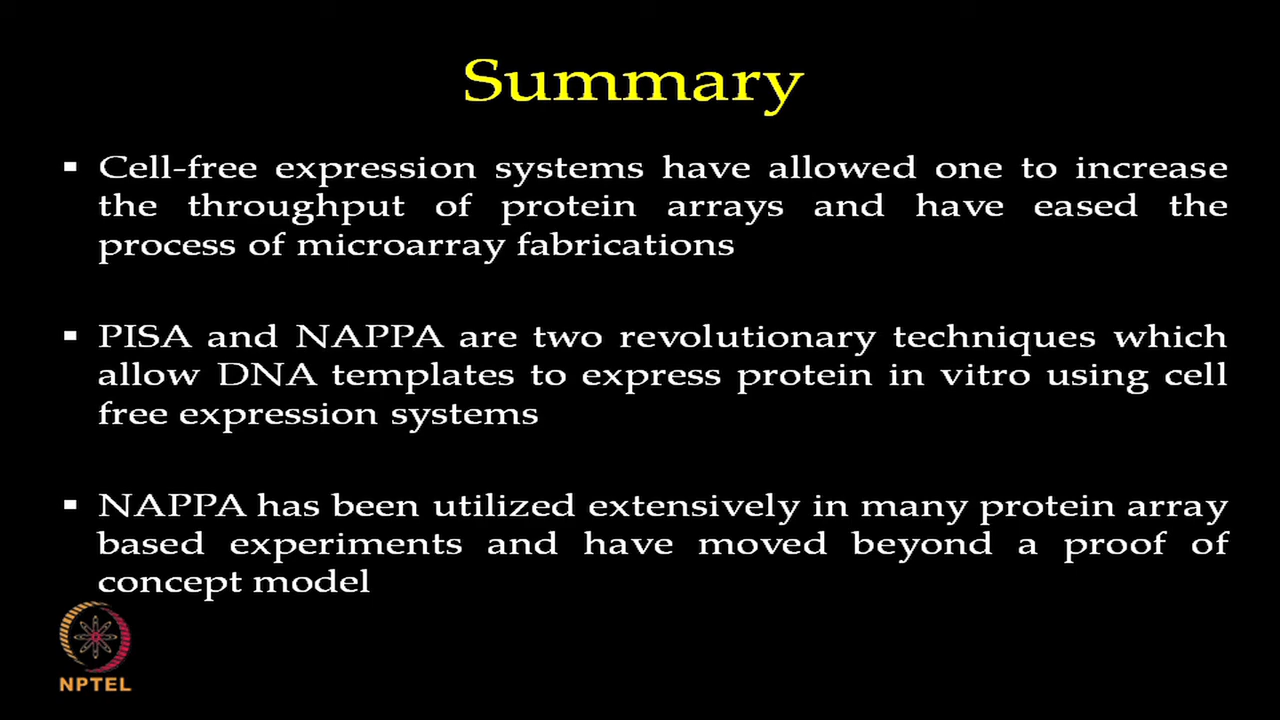 Summary
▪ Cell-free expression systems have allowed one to increase
the throughput of protein arrays and have eased the
process of microarray fabrications
▪ PISA and NAPPA are two revolutionary techniques which
allow DNA templates to express protein in vitro using cell
free expression systems
▪ NAPPA has been utilized extensively in many protein array
based experiments and have moved beyond a proof of
concept model
NPTEL